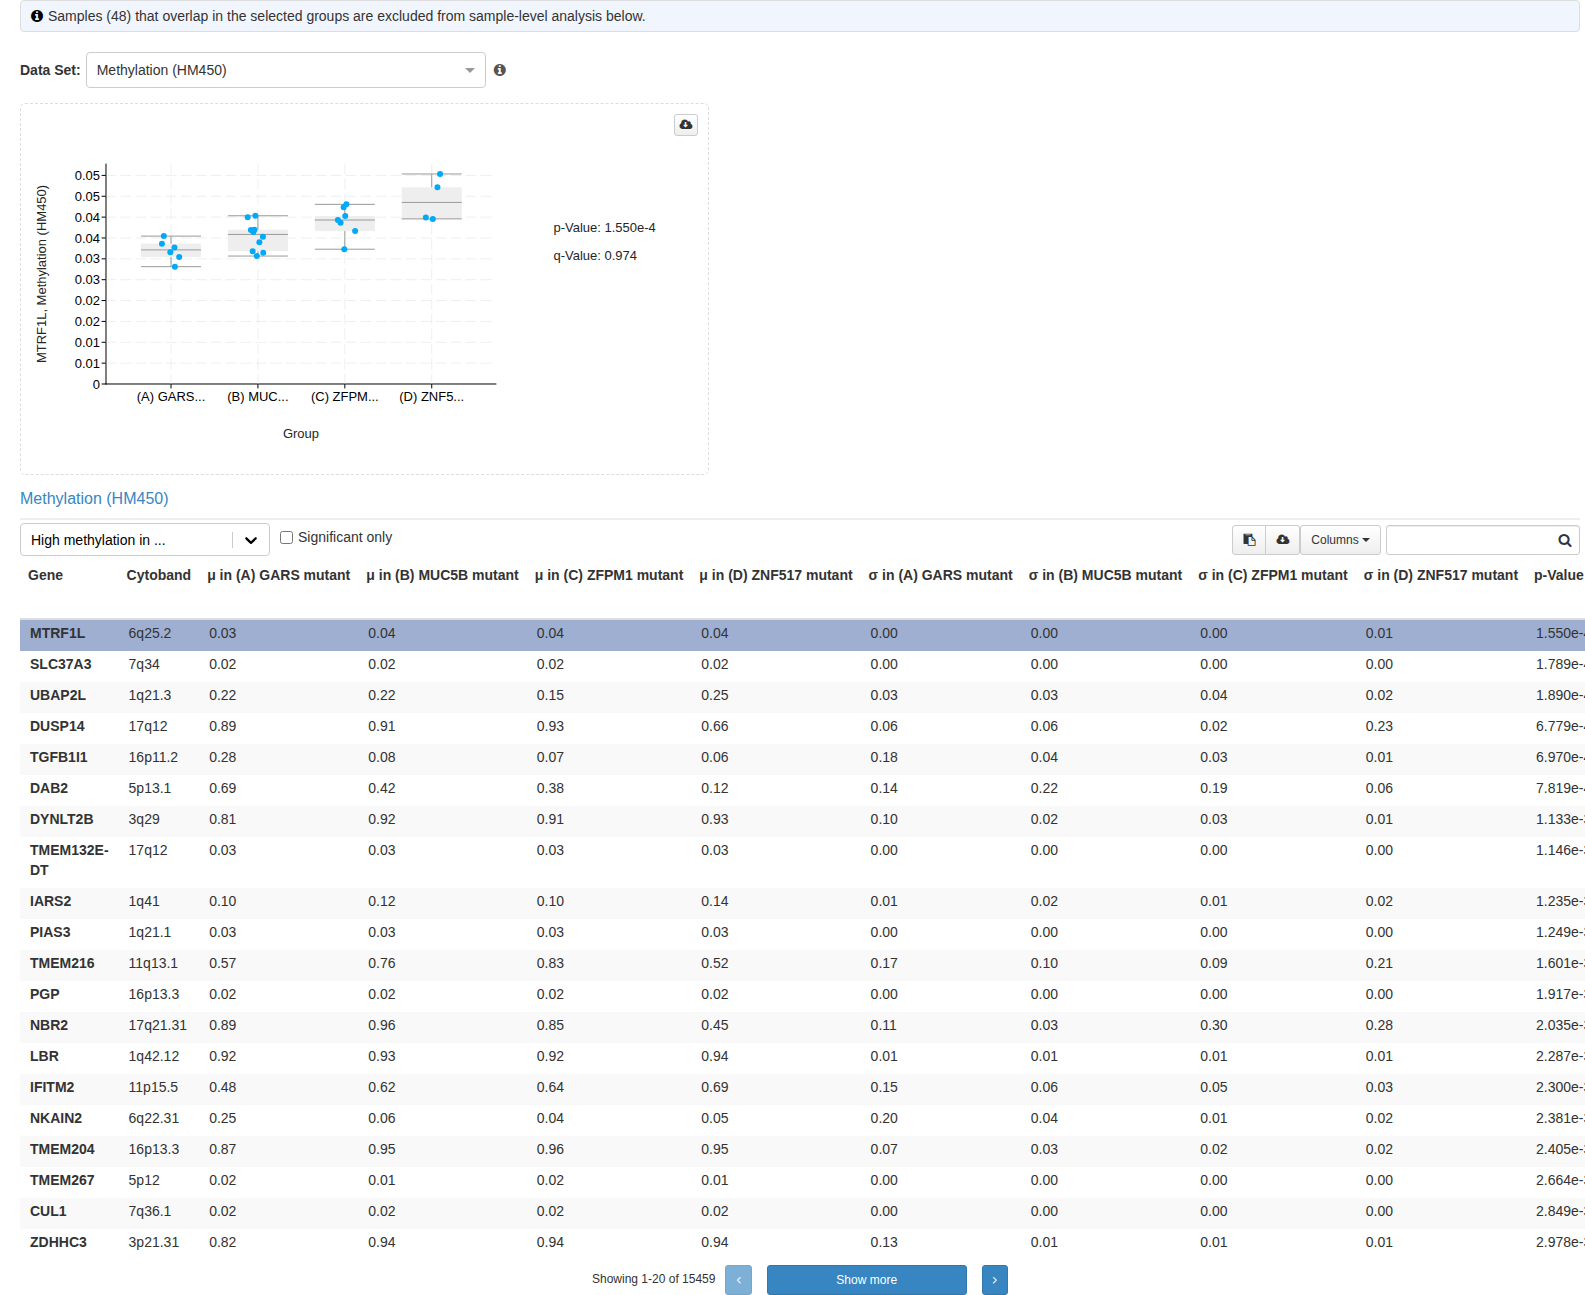 Samples (48) that overlap in the selected groups are excluded from sample-level analysis below.
Data Set: Methylation (HM450)
MTRF1L, Methylation (HM450)
0.05
0.05
0.04
0.04
0.03
0.03
0.02
0.02
0.01
0.01
0
(A) GARS... (B) MUC... (C) ZFPM... (D) ZNF5...
Group
p-Value: 1.550e-4
q-Value: 0.974
Methylation (HM450)
High methylation in ... Significant only Columns
Gene Cytoband μ in (A) GARS mutant μ in (B) MUC5B mutant μ in (C) ZFPM1 mutant μ in (D) ZNF517 mutant σ in (A) GARS mutant σ in (B) MUC5B mutant σ in (C) ZFPM1 mutant σ in (D) ZNF517 mutant p-Value
MTRF1L 6q25.2 0.03 0.04 0.04 0.04 0.00 0.00 0.00 0.01 1.550e-
SLC37A3 7q34 0.02 0.02 0.02 0.02 0.00 0.00 0.00 0.00 1.789e-
UBAP2L 1q21.3 0.22 0.22 0.15 0.25 0.03 0.03 0.04 0.02 1.890e-
DUSP14 17q12 0.89 0.91 0.93 0.66 0.06 0.06 0.02 0.23 6.779e-
TGFB1I1 16p11.2 0.28 0.08 0.07 0.06 0.18 0.04 0.03 0.01 6.970e-
DAB2 5p13.1 0.69 0.42 0.38 0.12 0.14 0.22 0.19 0.06 7.819e-
DYNLT2B 3q29 0.81 0.92 0.91 0.93 0.10 0.02 0.03 0.01 1.133e-
TMEM132E- 17q12 0.03 0.03 0.03 0.03 0.00 0.00 0.00 0.00 1.146e-
DT
IARS2 1q41 0.10 0.12 0.10 0.14 0.01 0.02 0.01 0.02 1.235e-
PIAS3 1q21.1 0.03 0.03 0.03 0.03 0.00 0.00 0.00 0.00 1.249e-
TMEM216 11q13.1 0.57 0.76 0.83 0.52 0.17 0.10 0.09 0.21 1.601e-
PGP 16p13.3 0.02 0.02 0.02 0.02 0.00 0.00 0.00 0.00 1.917e-
NBR2 17q21.31 0.89 0.96 0.85 0.45 0.11 0.03 0.30 0.28 2.035e-
LBR 1q42.12 0.92 0.93 0.92 0.94 0.01 0.01 0.01 0.01 2.287e-
IFITM2 11p15.5 0.48 0.62 0.64 0.69 0.15 0.06 0.05 0.03 2.300e-
NKAIN2 6q22.31 0.25 0.06 0.04 0.05 0.20 0.04 0.01 0.02 2.381e-
TMEM204 16p13.3 0.87 0.95 0.96 0.95 0.07 0.03 0.02 0.02 2.405e-
TMEM267 5p12 0.02 0.01 0.02 0.01 0.00 0.00 0.00 0.00 2.664e-
CUL1 7q36.1 0.02 0.02 0.02 0.02 0.00 0.00 0.00 0.00 2.849e-
ZDHHC3 3p21.31 0.82 0.94 0.94 0.94 0.13 0.01 0.01 0.01 2.978e-
Showing 1-20 of 15459 ‹ Show more ›